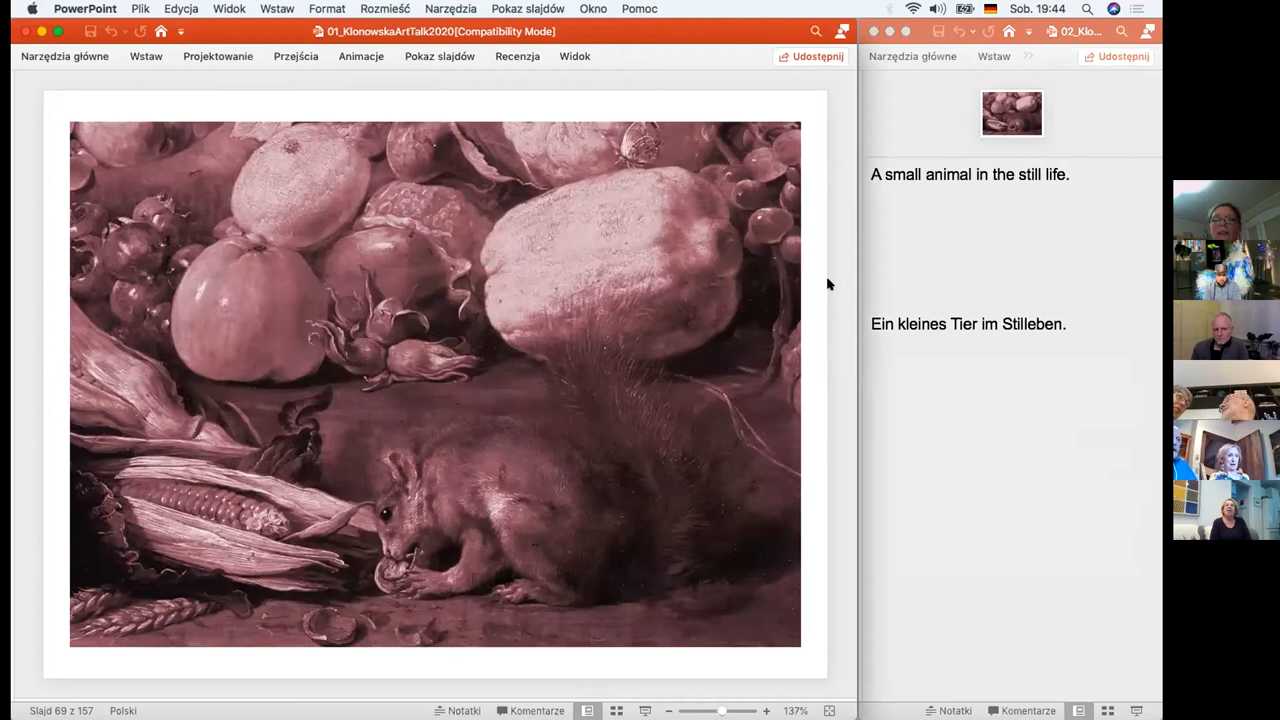 PowerPoint Plik Edycja Widok Wstaw Format Rozmieść Narzędzia Pokaz slajdów Okno Pomoc Sob. 19:44
01_KlonowskaArtTalk2020[Compatibility Mode]
02_Klo...
Narzędzia główne Wstaw Projektowanie Przejścia Animacje Pokaz slajdów Recenzja Widok Udostępnij
Narzędzia główne Wstaw Udostępnij
A small animal in the still life.
Ein kleines Tier im Stilleben.
Slajd 69 z 157 Polski Notatki Komentarze 137%
Notatki Komentarze